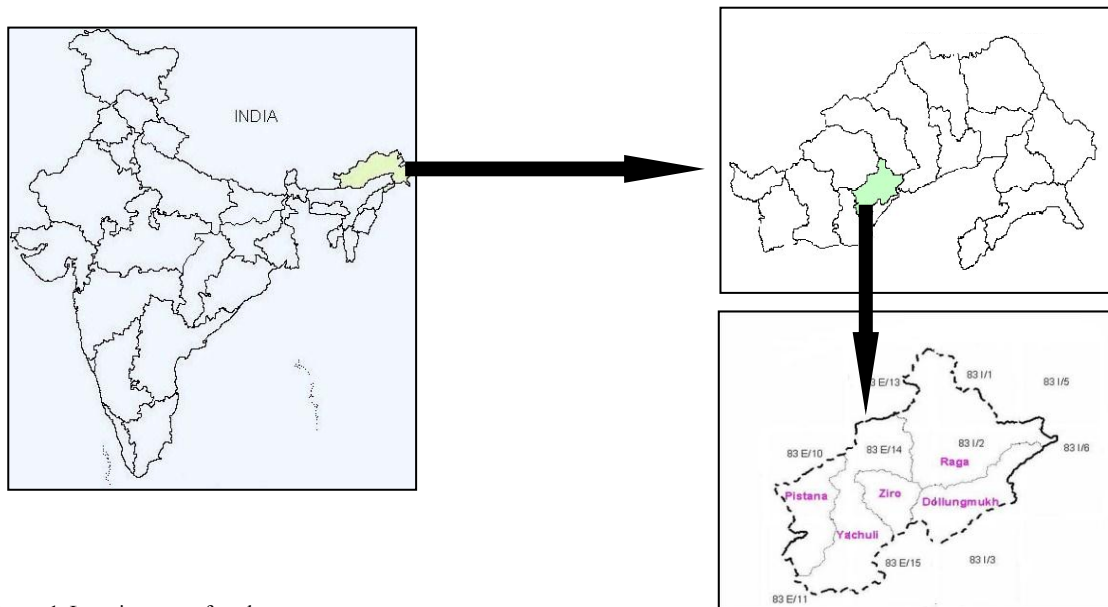 INDIA
83 E/13
83 I/1
83 I/5
83 E/10
83 E/14
83 I/2
83 I/6
Raga
Pistana
Ziro
Dollungmukh
Yachuli
83 E/15
83 I/3
83 E/11